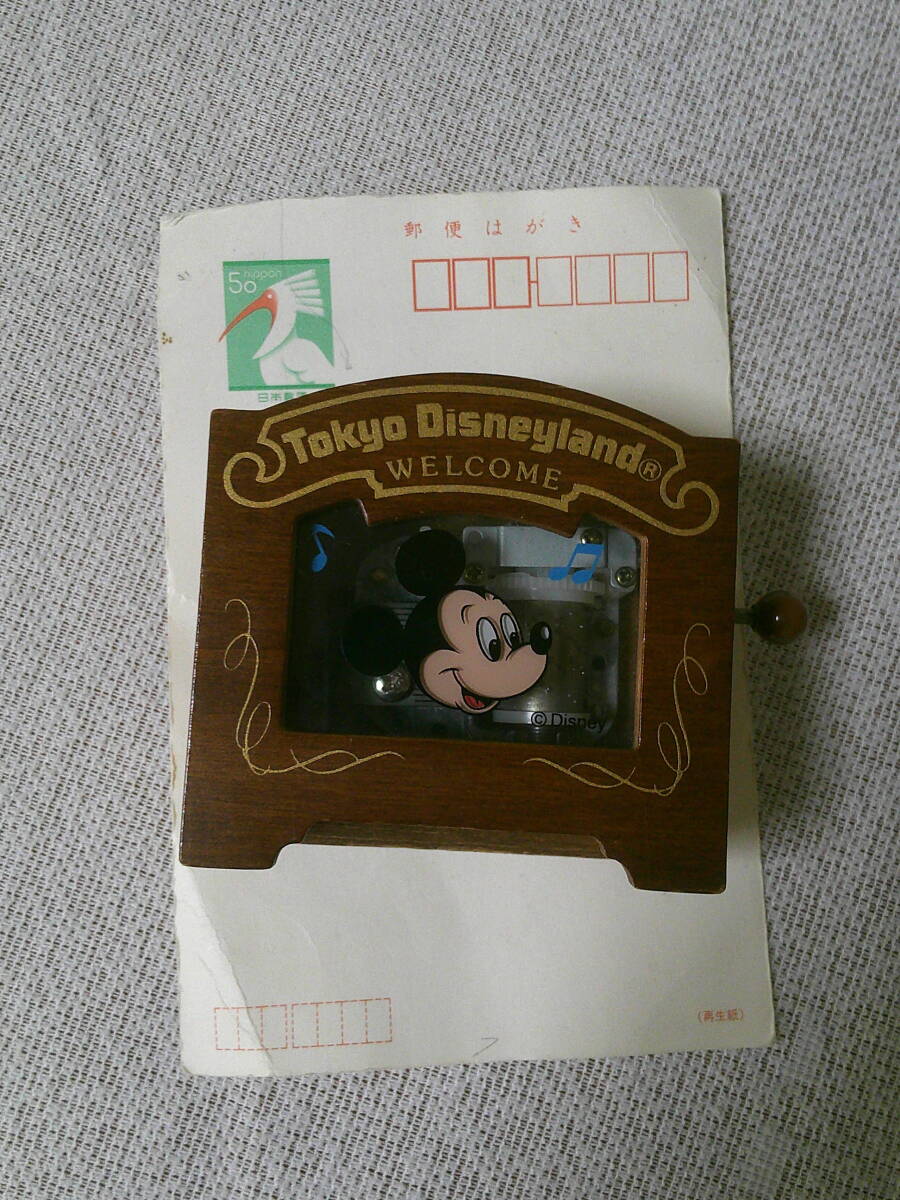 郵便はがき
50 nippon
日本郵便
Tokyo Disneyland®
WELCOME
© Disney
(再生紙)